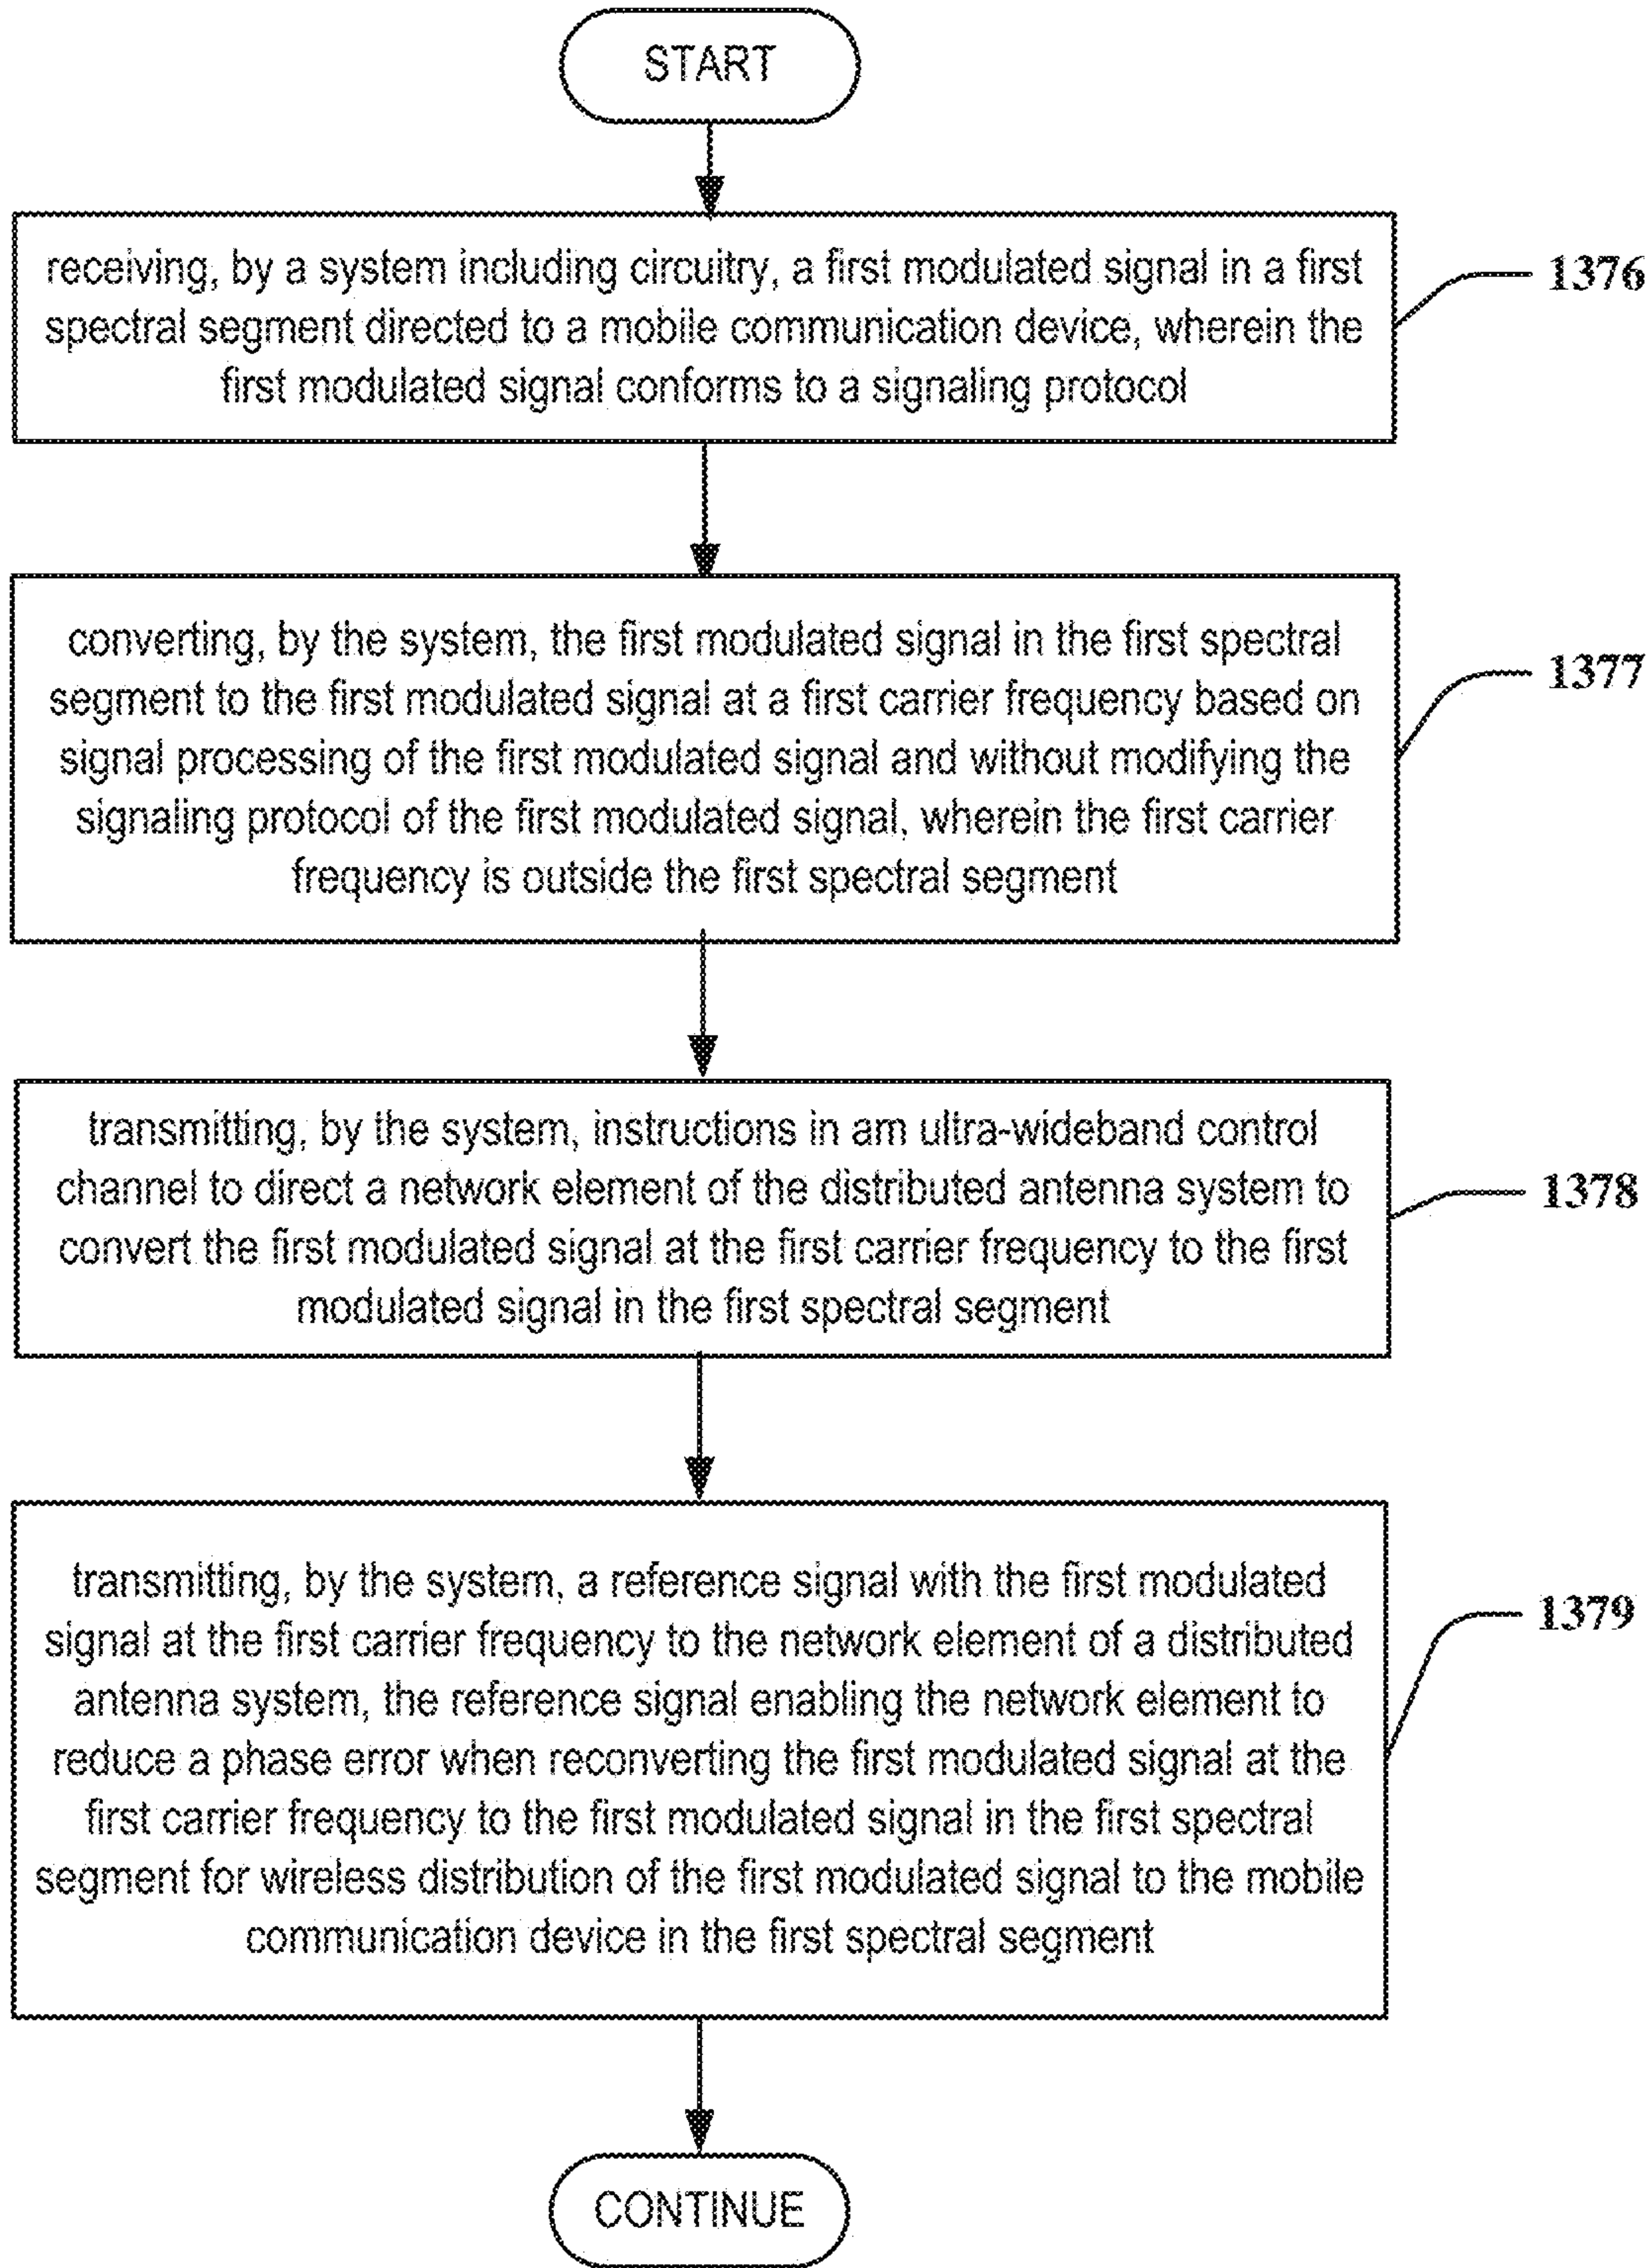 START
receiving, by a system including circuitry, a first modulated signal in a first
spectral segment directed to a mobile communication device, wherein the
first modulated signal conforms to a signaling protocol
1376
converting, by the system, the first modulated signal in the first spectral
segment to the first modulated signal at a first carrier frequency based on
signal processing of the first modulated signal and without modifying the
signaling protocol of the first modulated signal, wherein the first carrier
frequency is outside the first spectral segment
1377
transmitting, by the system, instructions in am ultra-wideband control
channel to direct a network element of the distributed antenna system to
convert the first modulated signal at the first carrier frequency to the first
modulated signal in the first spectral segment
1378
transmitting, by the system, a reference signal with the first modulated
signal at the first carrier frequency to the network element of a distributed
antenna system, the reference signal enabling the network element to
reduce a phase error when reconverting the first modulated signal at the
first carrier frequency to the first modulated signal in the first spectral
segment for wireless distribution of the first modulated signal to the mobile
communication device in the first spectral segment
1379
CONTINUE